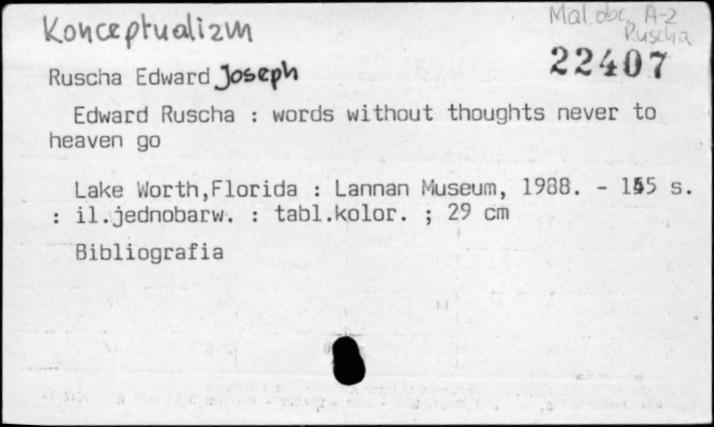 Konceptualizm
Mal. obc. A-2
Ruscha
22407
Ruscha Edward Joseph
Edward Ruscha : words without thoughts never to
heaven go
Lake Worth,Florida : Lannan Museum, 1988. - 155 s.
: il.jednobarw. : tabl.kolor. ; 29 cm
Bibliografia